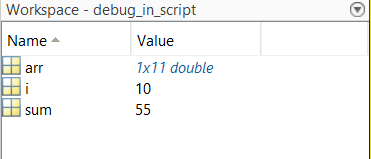 Workspace - debug_in_script
Name Value
arr 1x11 double
i 10
sum 55